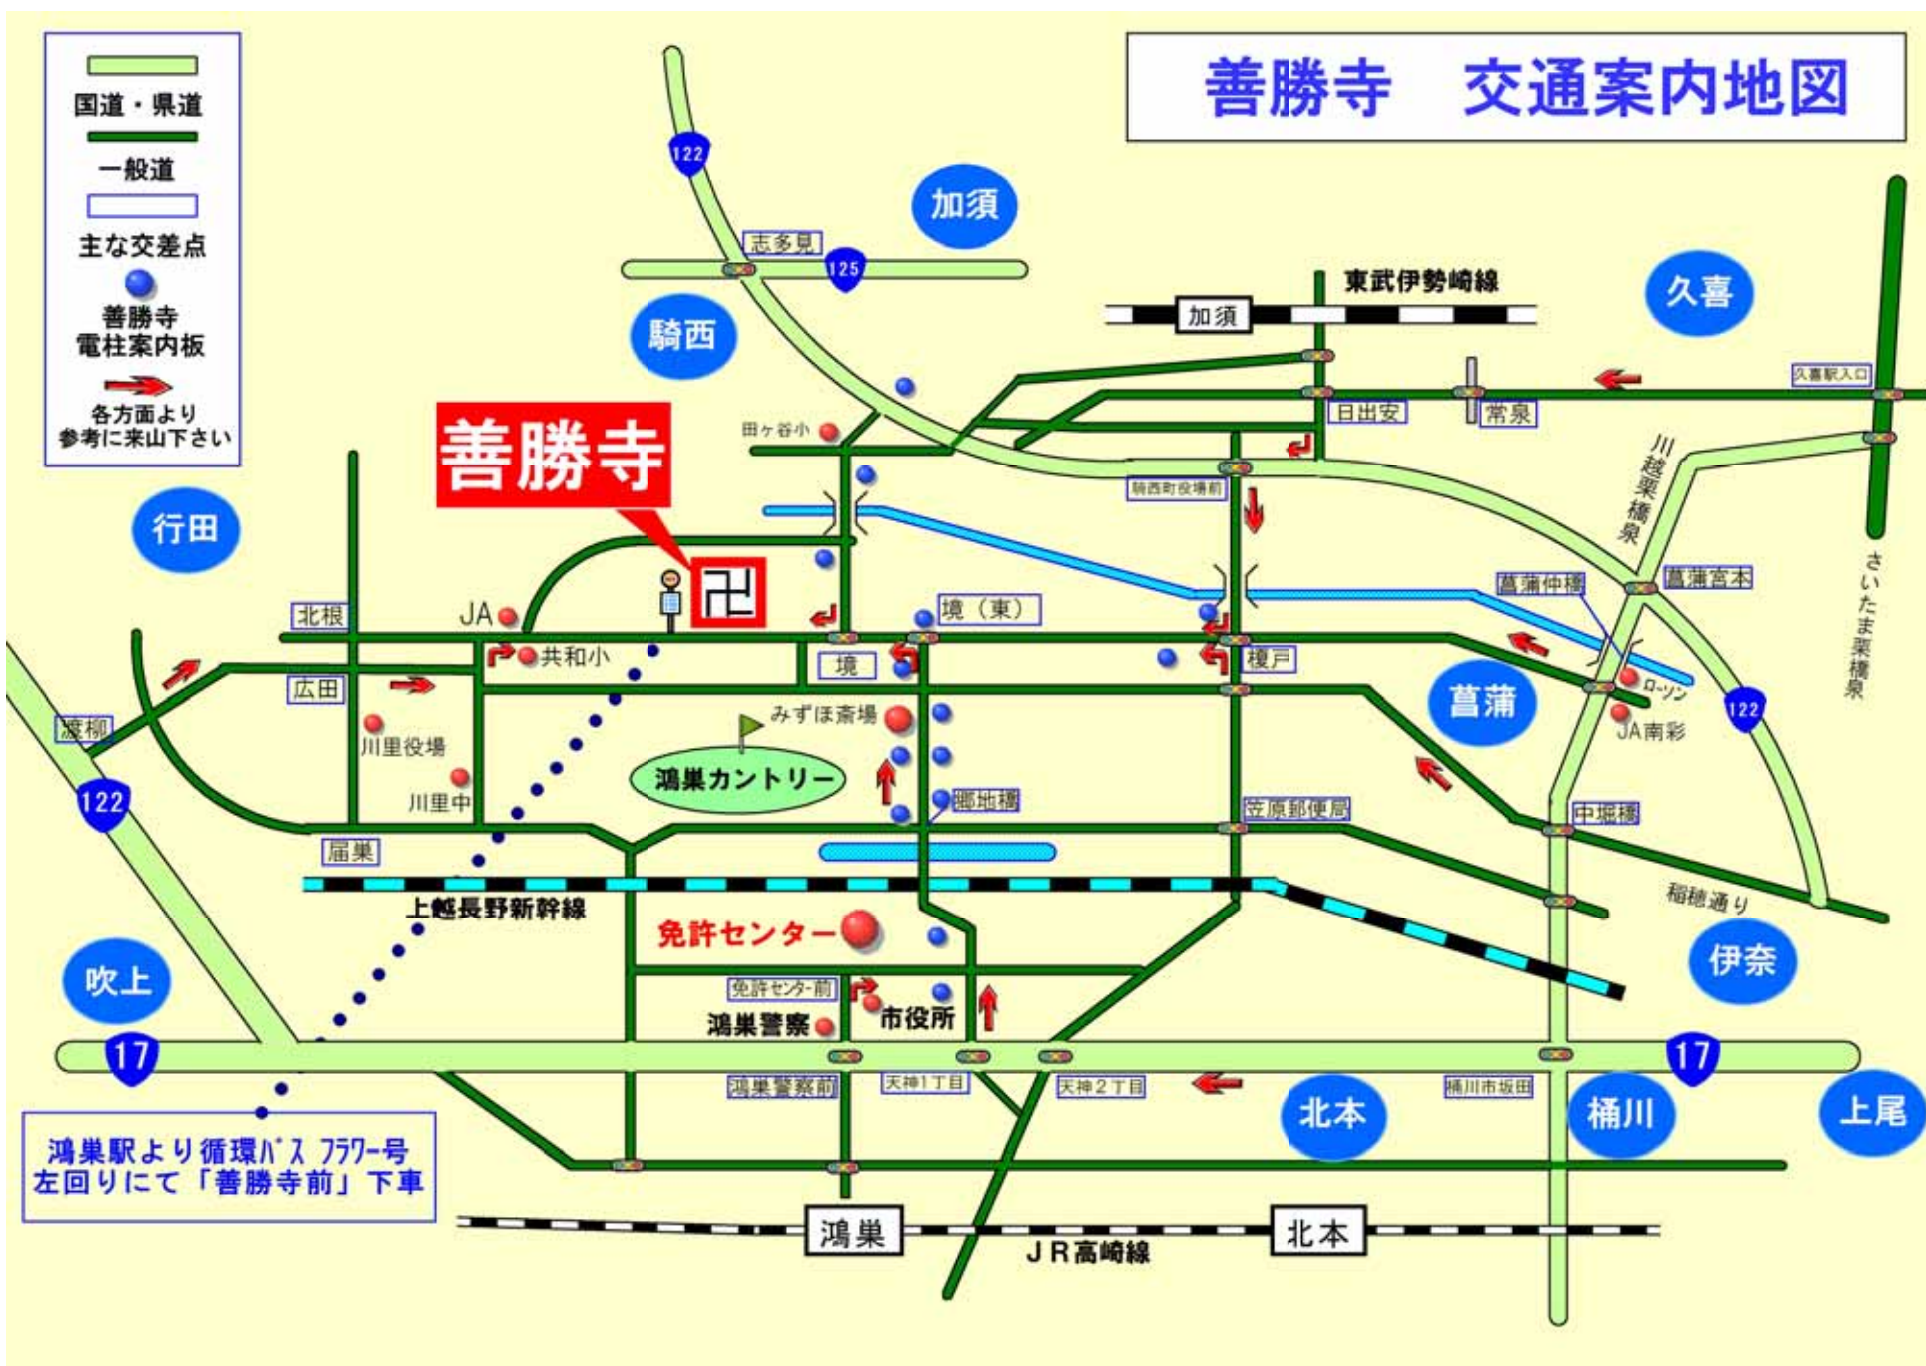 善勝寺　交通案内地図
国道・県道
一般道
主な交差点
善勝寺
電柱案内板
各方面より
参考に来山下さい
122
加須
志多見
125
騎西
東武伊勢崎線
加須
久喜
久喜駅入口
日出安
常泉
田ヶ谷小
善勝寺
騎西町役場前
川越栗橋泉
さいたま栗橋泉
行田
卍
北根
JA
共和小
境（東）
境
榎戸
菖蒲仲橋
菖蒲宮本
広田
ローソン
菖蒲
122
JA南彩
渡柳
川里役場
みずほ斎場
鴻巣カントリー
川里中
122
郷地橋
笠原郵便局
中堀橋
届巣
上越長野新幹線
稲穂通り
免許センター
吹上
伊奈
免許センター前
鴻巣警察
市役所
17
17
鴻巣警察前
天神1丁目
天神２丁目
桶川市坂田
北本
桶川
上尾
鴻巣駅より循環バス フラワー号
左回りにて「善勝寺前」下車
鴻巣
北本
ＪＲ高崎線